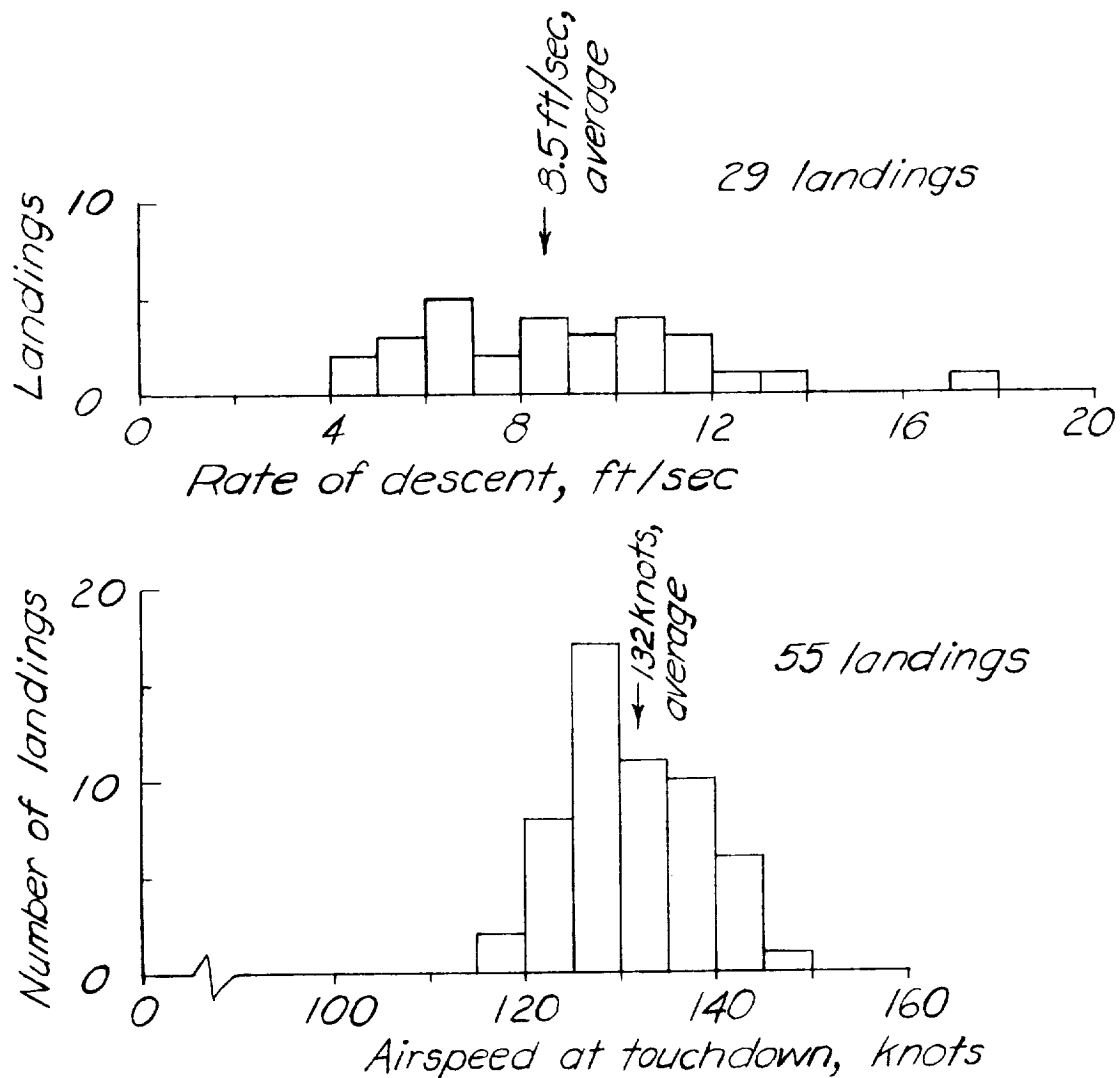 8.5 ft/sec,
average
29 landings
Landings
10
0
0 4 8 12 16 20
Rate of descent, ft/sec
132 knots,
average
55 landings
Number of landings
20
10
0
0 100 120 140 160
Airspeed at touchdown, knots